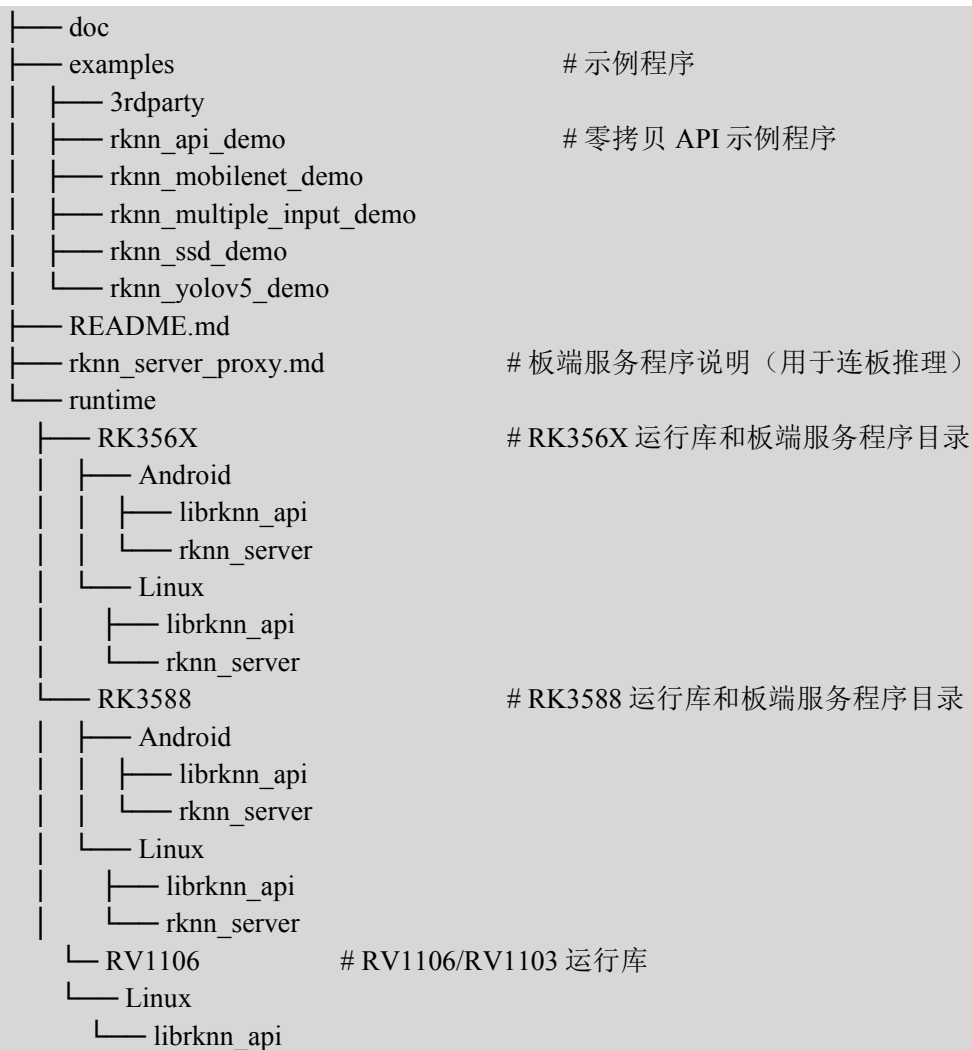 ├── doc
├── examples # 示例程序
│ ├── 3rdparty
│ ├── rknn_api_demo # 零拷贝 API 示例程序
│ ├── rknn_mobilenet_demo
│ ├── rknn_multiple_input_demo
│ ├── rknn_ssd_demo
│ └── rknn_yolov5_demo
├── README.md
├── rknn_server_proxy.md # 板端服务程序说明（用于连板推理）
└── runtime
├── RK356X # RK356X 运行库和板端服务程序目录
│ ├── Android
│ │ ├── librknn_api
│ │ └── rknn_server
│ └── Linux
│ ├── librknn_api
│ └── rknn_server
└── RK3588 # RK3588 运行库和板端服务程序目录
│ ├── Android
│ │ ├── librknn_api
│ │ └── rknn_server
│ └── Linux
│ ├── librknn_api
│ └── rknn_server
└─ RV1106 # RV1106/RV1103 运行库
└── Linux
└── librknn_api